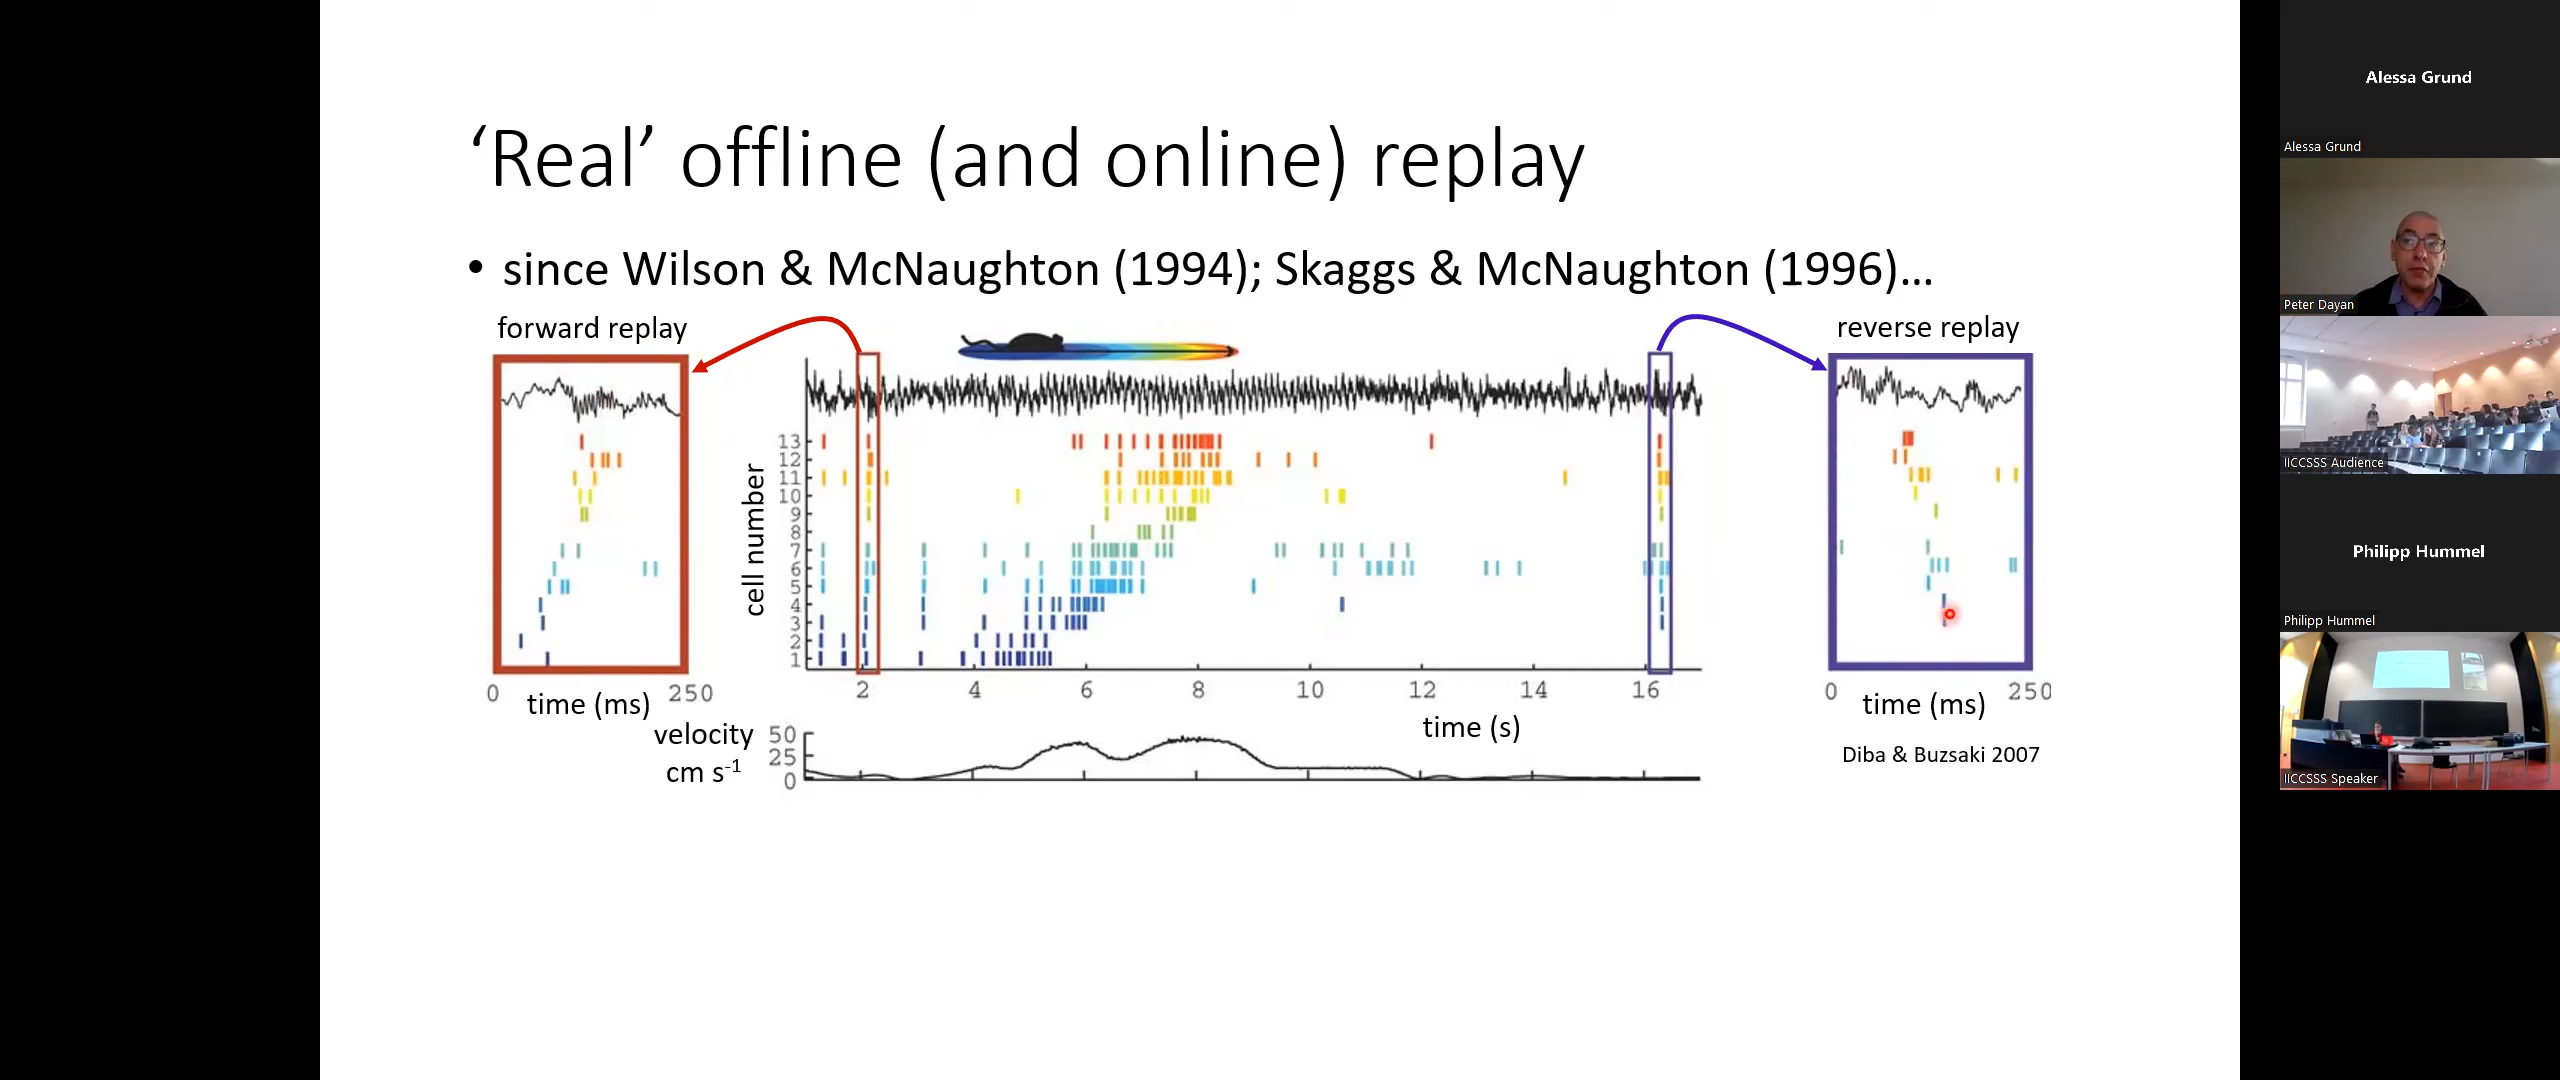 ‘Real’ offline (and online) replay
• since Wilson & McNaughton (1994); Skaggs & McNaughton (1996)...
forward replay
reverse replay
cell number
13
12
11
10
9
8
7
6
5
4
3
2
1
0
250
time (ms)
2
4
6
8
10
12
14
16
time (s)
0
250
time (ms)
velocity
cm s⁻¹
50
25
0
Diba & Buzsaki 2007
Alessa Grund
Alessa Grund
Peter Dayan
IICCSSS Audience
Philipp Hummel
Philipp Hummel
IICCSSS Speaker